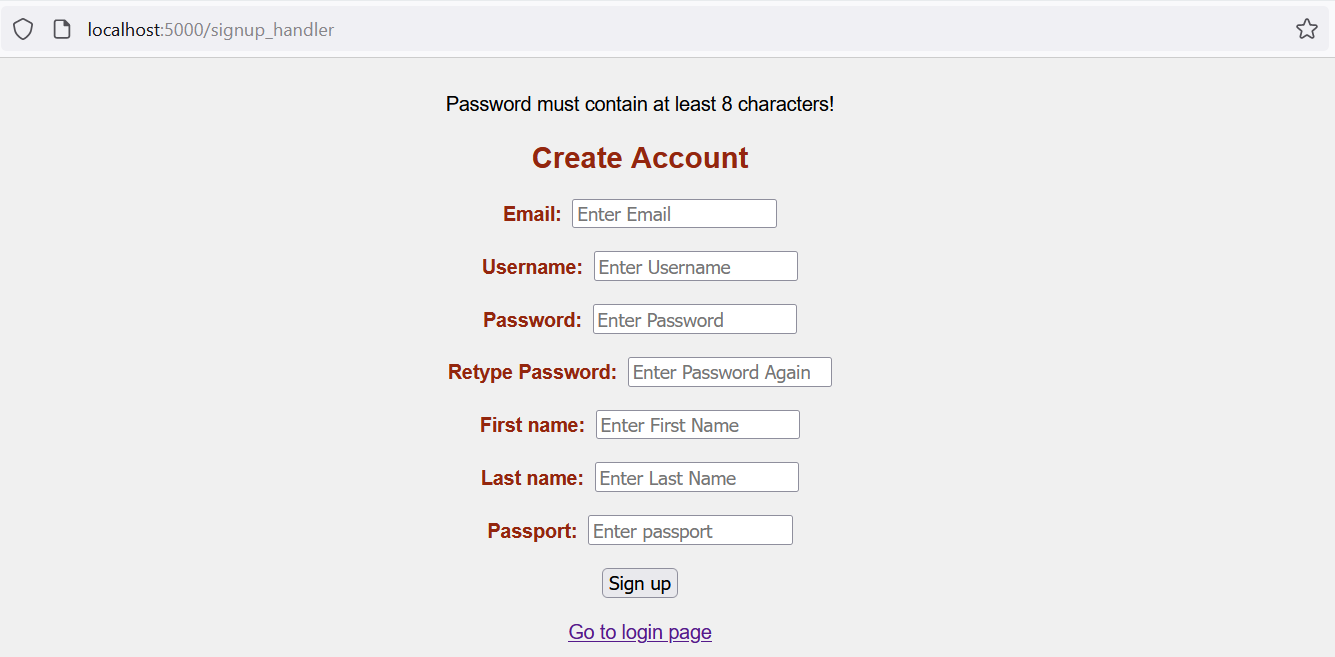 localhost:5000/signup_handler
Password must contain at least 8 characters!
Create Account
Email: Enter Email
Username: Enter Username
Password: Enter Password
Retype Password: Enter Password Again
First name: Enter First Name
Last name: Enter Last Name
Passport: Enter passport
Sign up
Go to login page